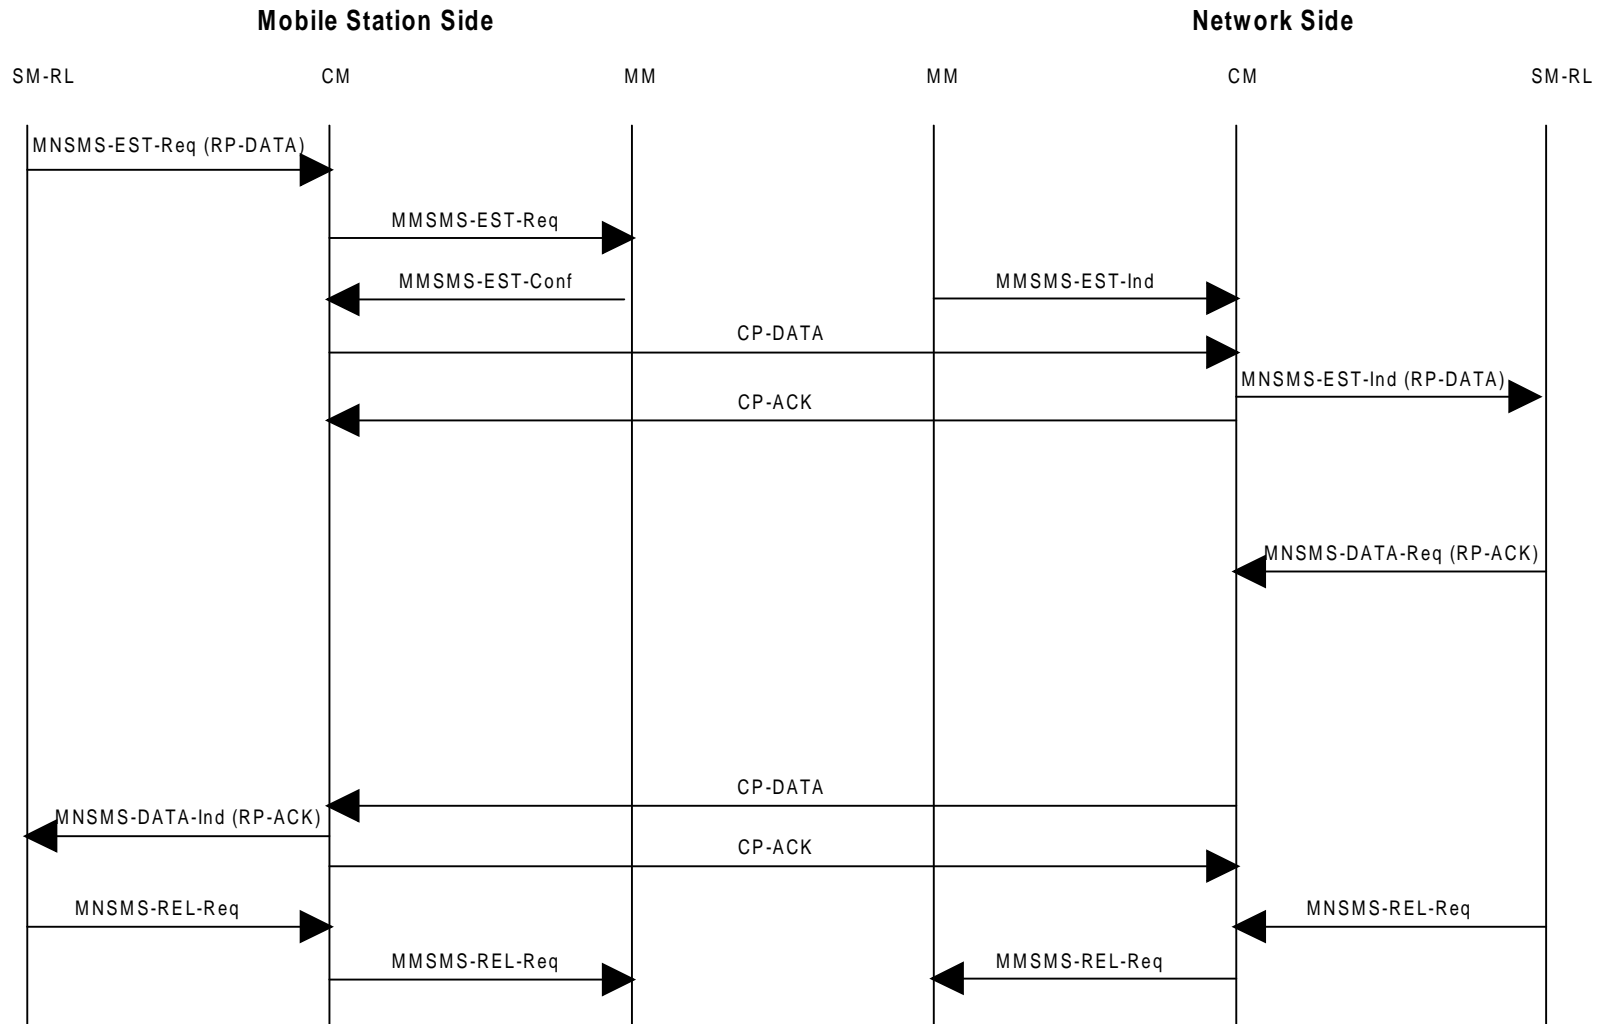 Mobile Station Side
Network Side
SM-RL
CM
MM
MM
CM
SM-RL
MNSMS-EST-Req (RP-DATA)
MMSMS-EST-Req
MMSMS-EST-Conf
MMSMS-EST-Ind
CP-DATA
MNSMS-EST-Ind (RP-DATA)
CP-ACK
MNSMS-DATA-Req (RP-ACK)
CP-DATA
MNSMS-DATA-Ind (RP-ACK)
CP-ACK
MNSMS-REL-Req
MNSMS-REL-Req
MMSMS-REL-Req
MMSMS-REL-Req